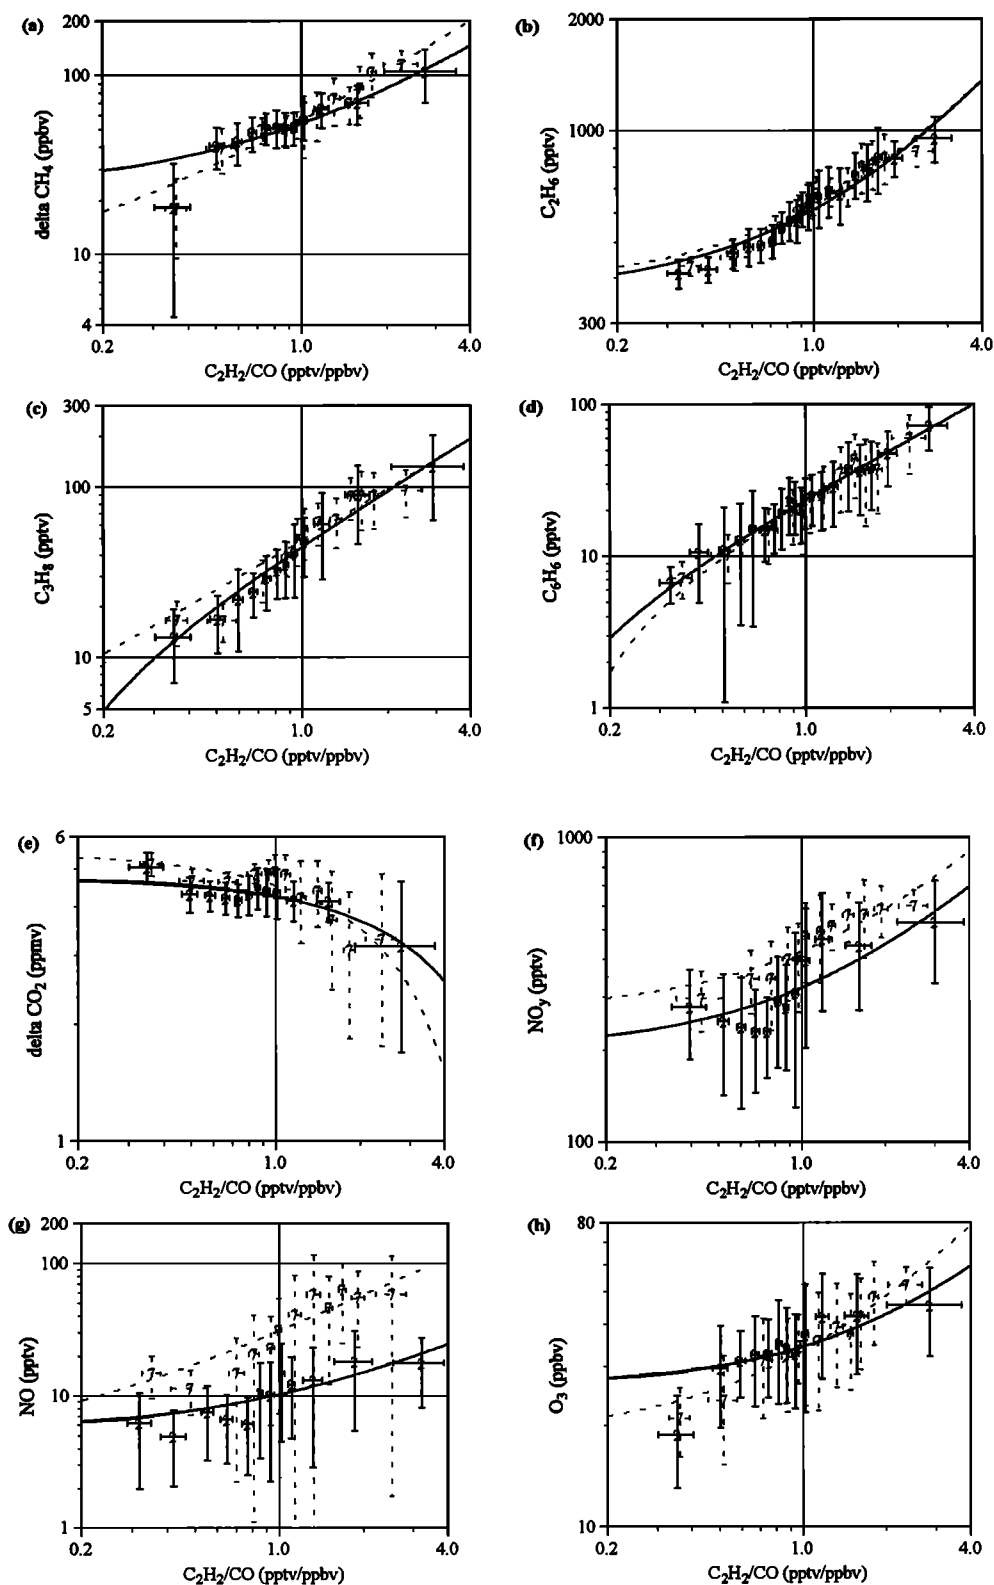 (a)
200
100
10
4
delta CH₄ (ppbv)
0.2 1.0 4.0
C₂H₂/CO (pptv/ppbv)
(b)
2000
1000
300
C₂H₆ (pptv)
0.2 1.0 4.0
C₂H₂/CO (pptv/ppbv)
(c)
300
100
10
5
C₃H₈ (pptv)
0.2 1.0 4.0
C₂H₂/CO (pptv/ppbv)
(d)
100
10
1
C₆H₆ (pptv)
0.2 1.0 4.0
C₂H₂/CO (pptv/ppbv)
(e)
6
1
delta CO₂ (ppmv)
0.2 1.0 4.0
C₂H₂/CO (pptv/ppbv)
(f)
1000
100
NOy (pptv)
0.2 1.0 4.0
C₂H₂/CO (pptv/ppbv)
(g)
200
100
10
1
NO (pptv)
0.2 1.0 4.0
C₂H₂/CO (pptv/ppbv)
(h)
80
10
O₃ (ppbv)
0.2 1.0 4.0
C₂H₂/CO (pptv/ppbv)